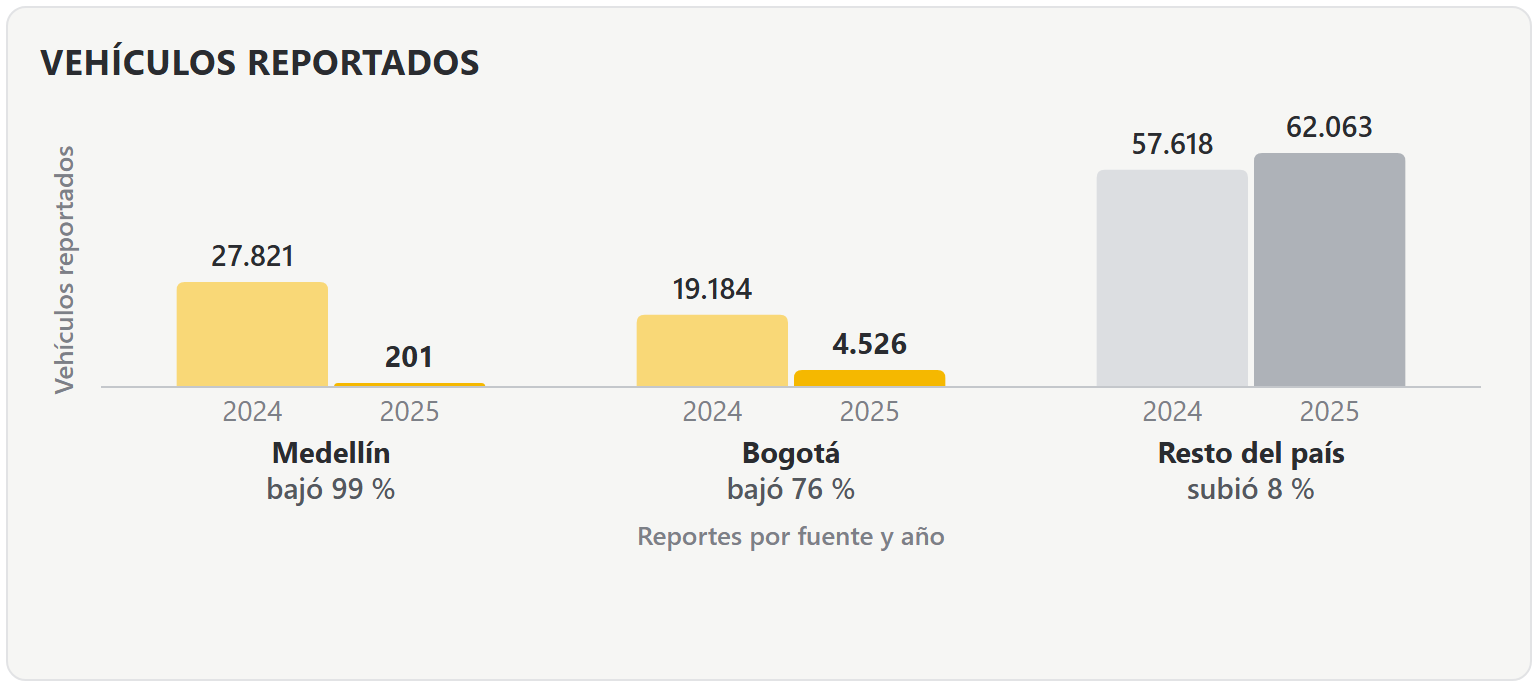 VEHÍCULOS REPORTADOS
Vehículos reportados
27.821
201
19.184
4.526
57.618
62.063
2024
2025
2024
2025
2024
2025
Medellín
bajó 99 %
Bogotá
bajó 76 %
Resto del país
subió 8 %
Reportes por fuente y año